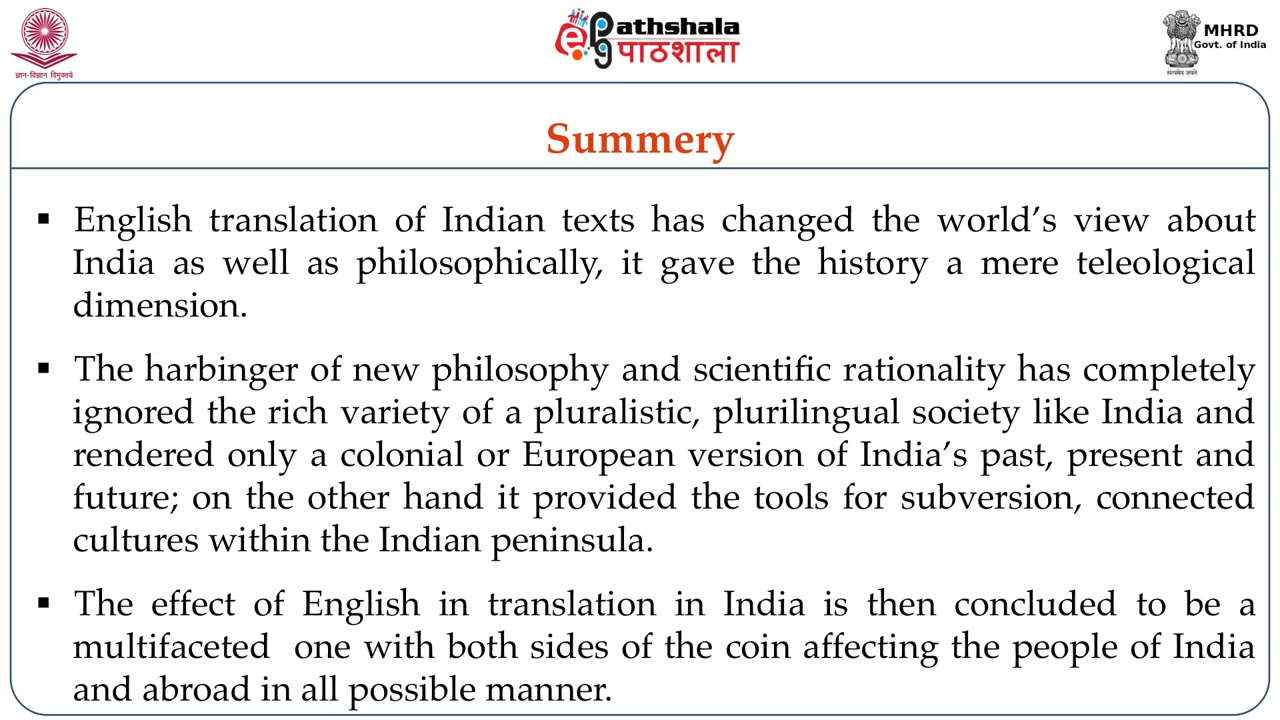 ज्ञान-विज्ञान विमुक्तये
ePathshala
पाठशाला
MHRD
Govt. of India
सत्यमेव जयते
Summery
▪ English translation of Indian texts has changed the world’s view about
India as well as philosophically, it gave the history a mere teleological
dimension.
▪ The harbinger of new philosophy and scientific rationality has completely
ignored the rich variety of a pluralistic, plurilingual society like India and
rendered only a colonial or European version of India’s past, present and
future; on the other hand it provided the tools for subversion, connected
cultures within the Indian peninsula.
▪ The effect of English in translation in India is then concluded to be a
multifaceted one with both sides of the coin affecting the people of India
and abroad in all possible manner.